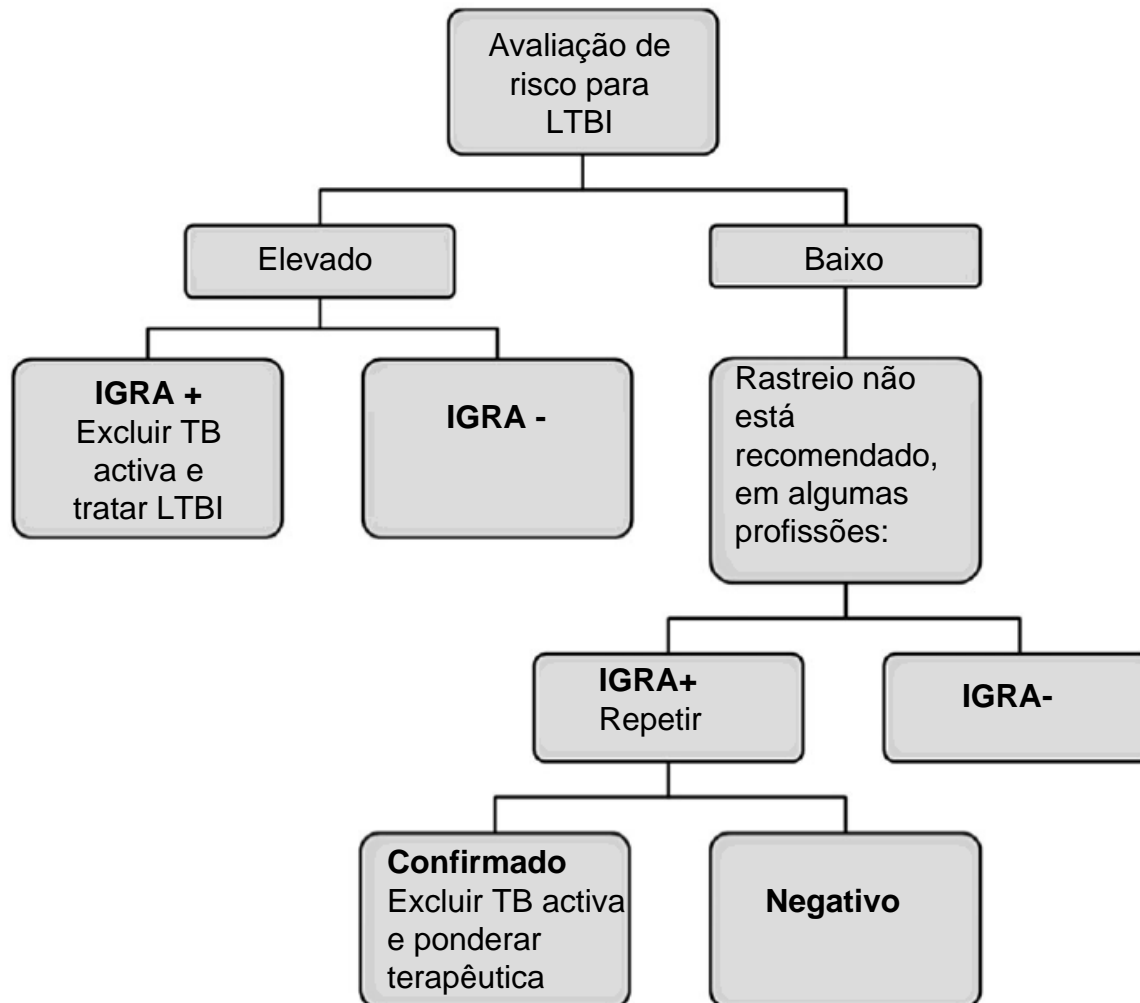 Avaliação de
risco para
LTBI
Elevado
Baixo
IGRA +
Excluir TB
activa e
tratar LTBI
IGRA -
Rastreio não
está
recomendado,
em algumas
profissões:
IGRA+
Repetir
IGRA-
Confirmado
Excluir TB activa
e ponderar
terapêutica
Negativo